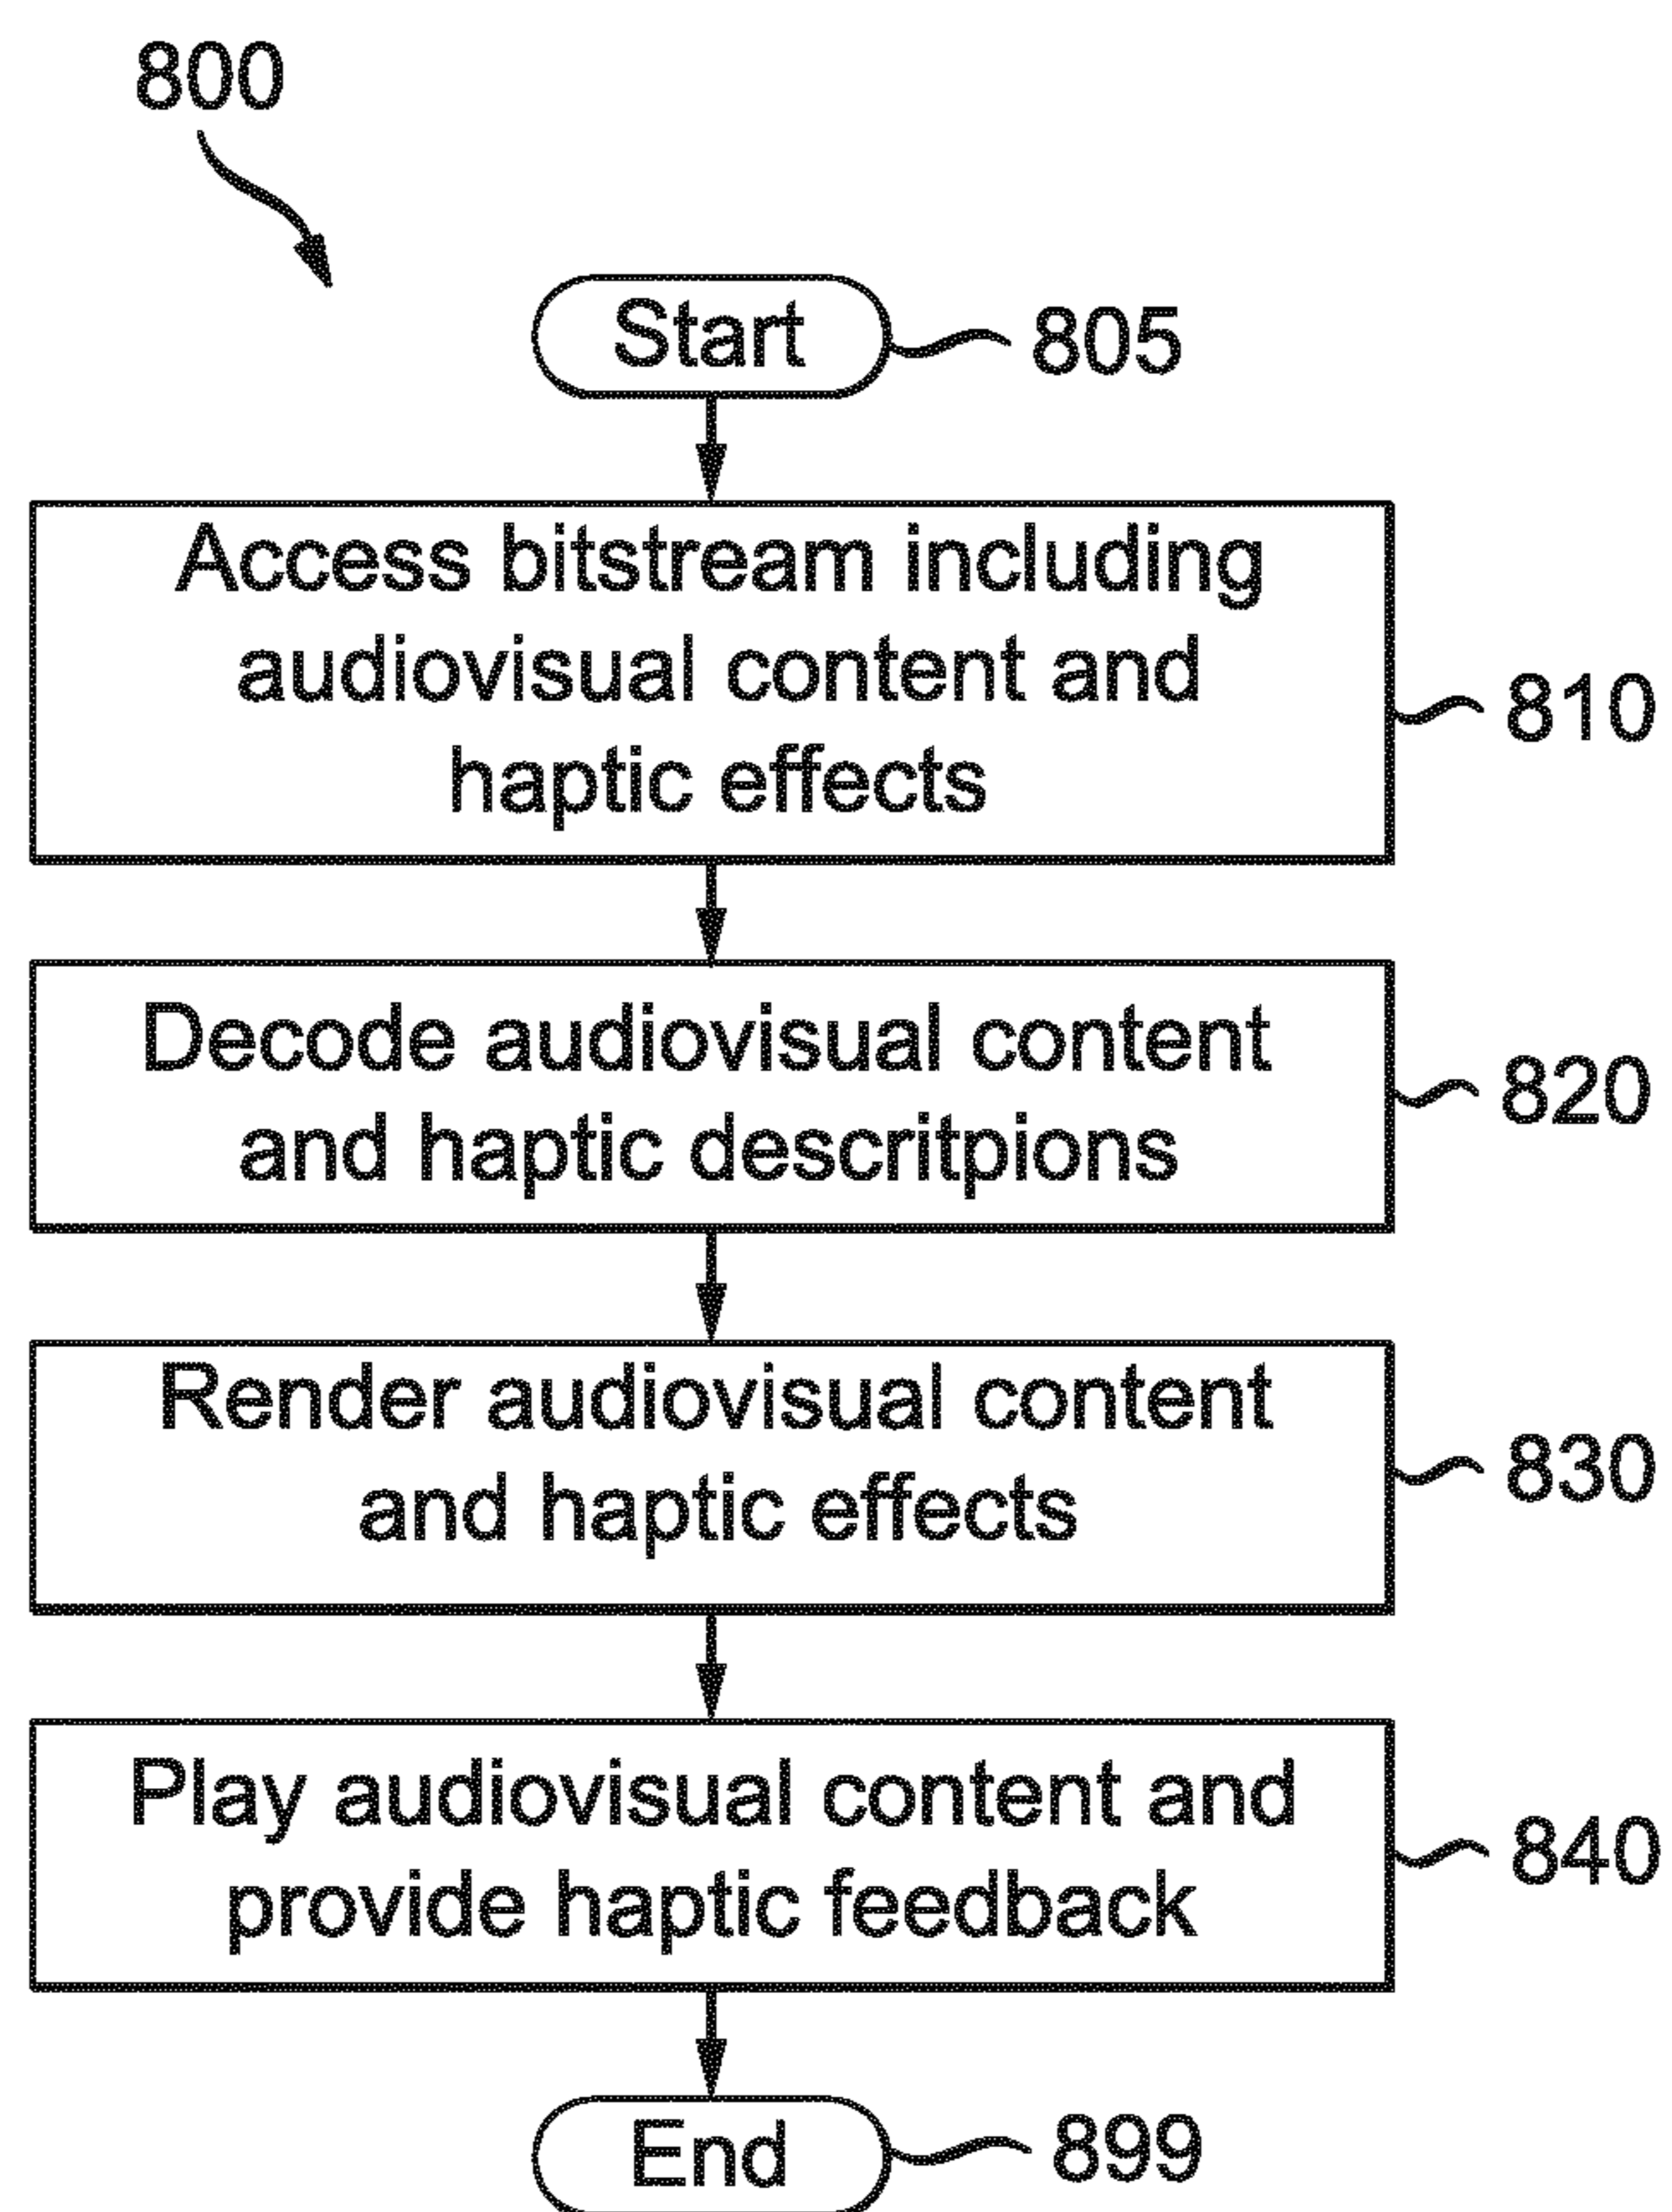 800
Start
805
Access bitstream including
audiovisual content and
haptic effects
810
Decode audiovisual content
and haptic descritpions
820
Render audiovisual content
and haptic effects
830
Play audiovisual content and
provide haptic feedback
840
End
899